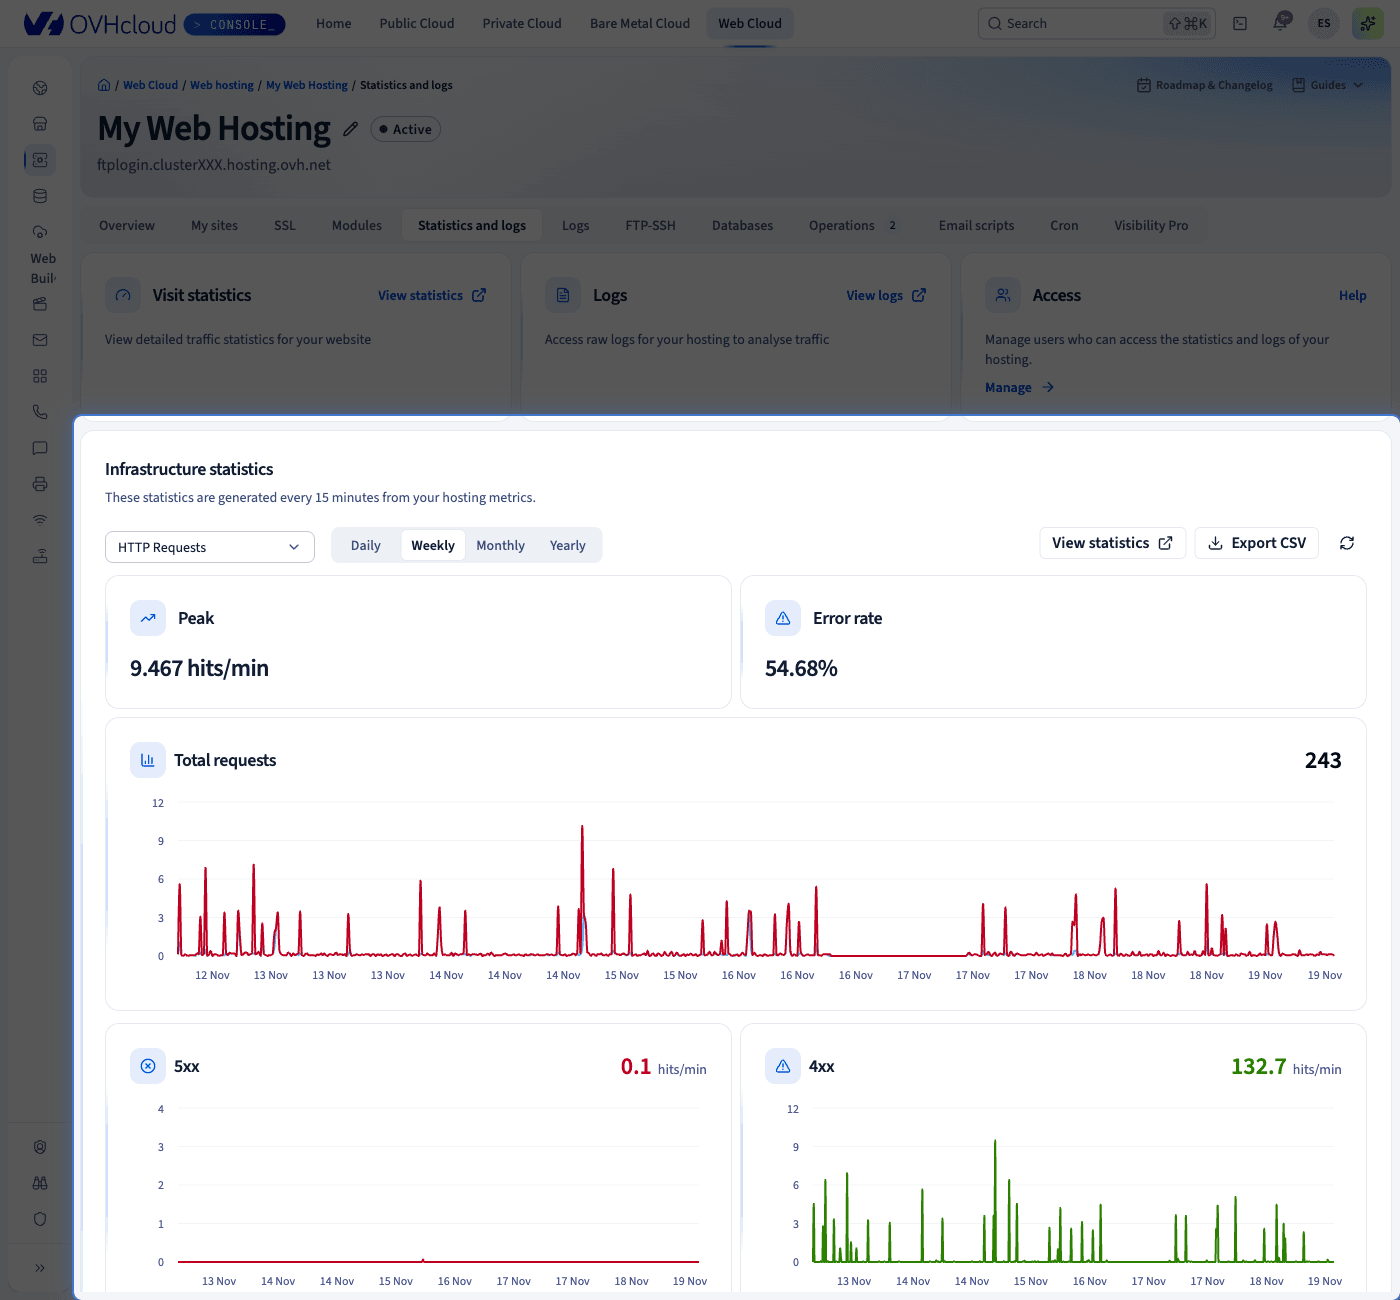 OVHcloud > CONSOLE_ Home Public Cloud Private Cloud Bare Metal Cloud Web Cloud Search ⇧⌘K 9+ ES
/ Web Cloud / Web hosting / My Web Hosting / Statistics and logs Roadmap & Changelog Guides
My Web Hosting Active
ftplogin.clusterXXX.hosting.ovh.net
Overview My sites SSL Modules Statistics and logs Logs FTP-SSH Databases Operations 2 Email scripts Cron Visibility Pro
Web
Buil
Visit statistics View statistics
View detailed traffic statistics for your website
Logs View logs
Access raw logs for your hosting to analyse traffic
Access Help
Manage users who can access the statistics and logs of your
hosting.
Manage
Infrastructure statistics
These statistics are generated every 15 minutes from your hosting metrics.
HTTP Requests Daily Weekly Monthly Yearly View statistics Export CSV
Peak
9.467 hits/min
Error rate
54.68%
Total requests 243
12
9
6
3
0
12 Nov 13 Nov 13 Nov 13 Nov 14 Nov 14 Nov 14 Nov 15 Nov 15 Nov 16 Nov 16 Nov 16 Nov 17 Nov 17 Nov 17 Nov 18 Nov 18 Nov 18 Nov 19 Nov 19 Nov
5xx 0.1 hits/min
4
3
2
1
0
13 Nov 14 Nov 14 Nov 15 Nov 16 Nov 17 Nov 17 Nov 18 Nov 19 Nov
4xx 132.7 hits/min
12
9
6
3
0
13 Nov 14 Nov 14 Nov 15 Nov 16 Nov 17 Nov 17 Nov 18 Nov 19 Nov